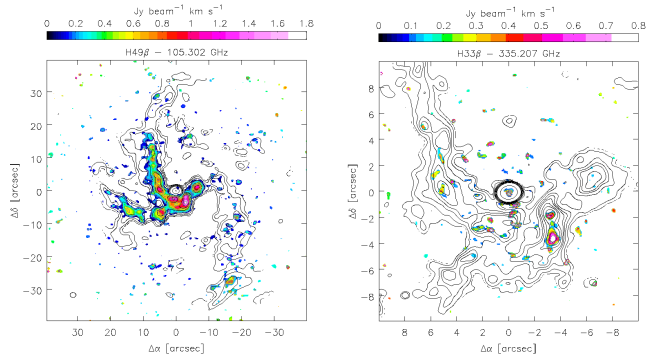 Jy beam⁻¹ km s⁻¹
0 0.2 0.4 0.6 0.8 1 1.2 1.4 1.6 1.8
H49β − 105.302 GHz
30
20
10
0
−10
−20
−30
Δδ [arcsec]
30 20 10 0 −10 −20 −30
Δα [arcsec]
Jy beam⁻¹ km s⁻¹
0 0.1 0.2 0.3 0.4 0.5 0.6 0.7 0.8
H33β − 335.207 GHz
8
6
4
2
0
−2
−4
−6
−8
Δδ [arcsec]
8 6 4 2 0 −2 −4 −6 −8
Δα [arcsec]